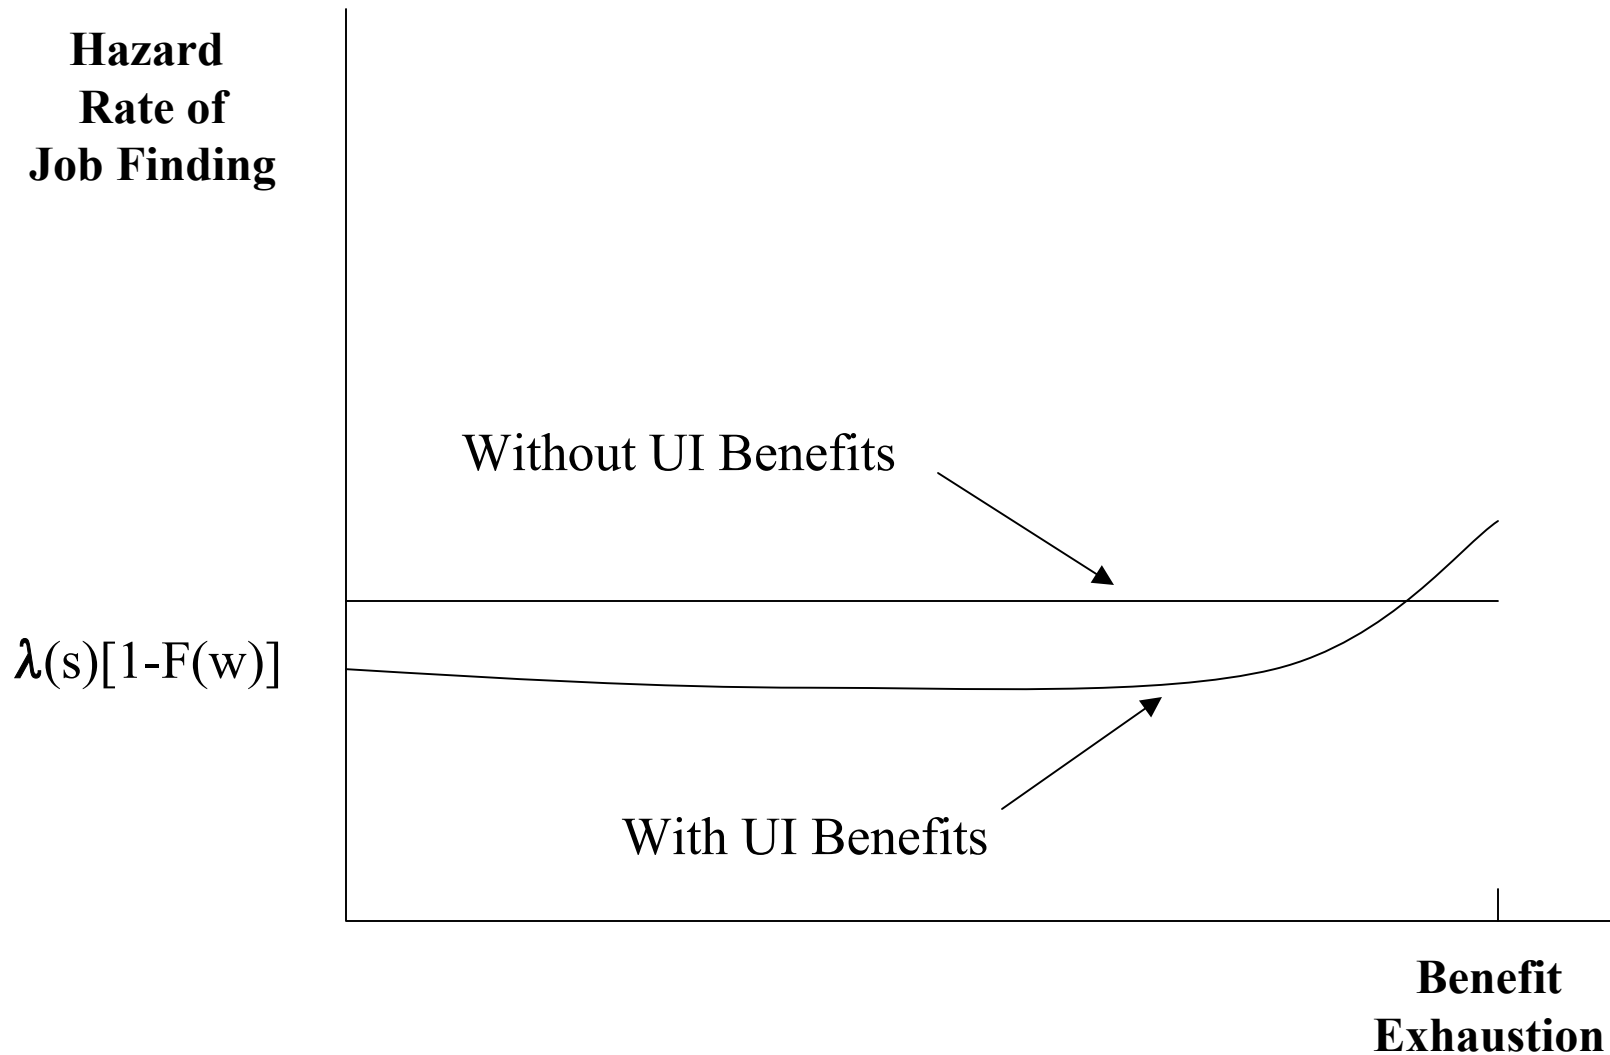 Hazard
Rate of
Job Finding
Without UI Benefits
λ(s)[1-F(w)]
With UI Benefits
Benefit
Exhaustion